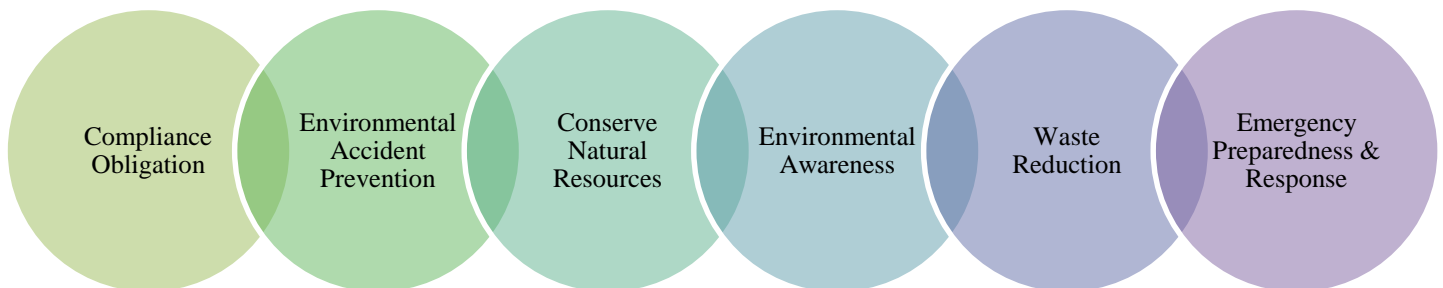 Compliance
Obligation
Environmental
Accident
Prevention
Conserve
Natural
Resources
Environmental
Awareness
Waste
Reduction
Emergency
Preparedness &
Response